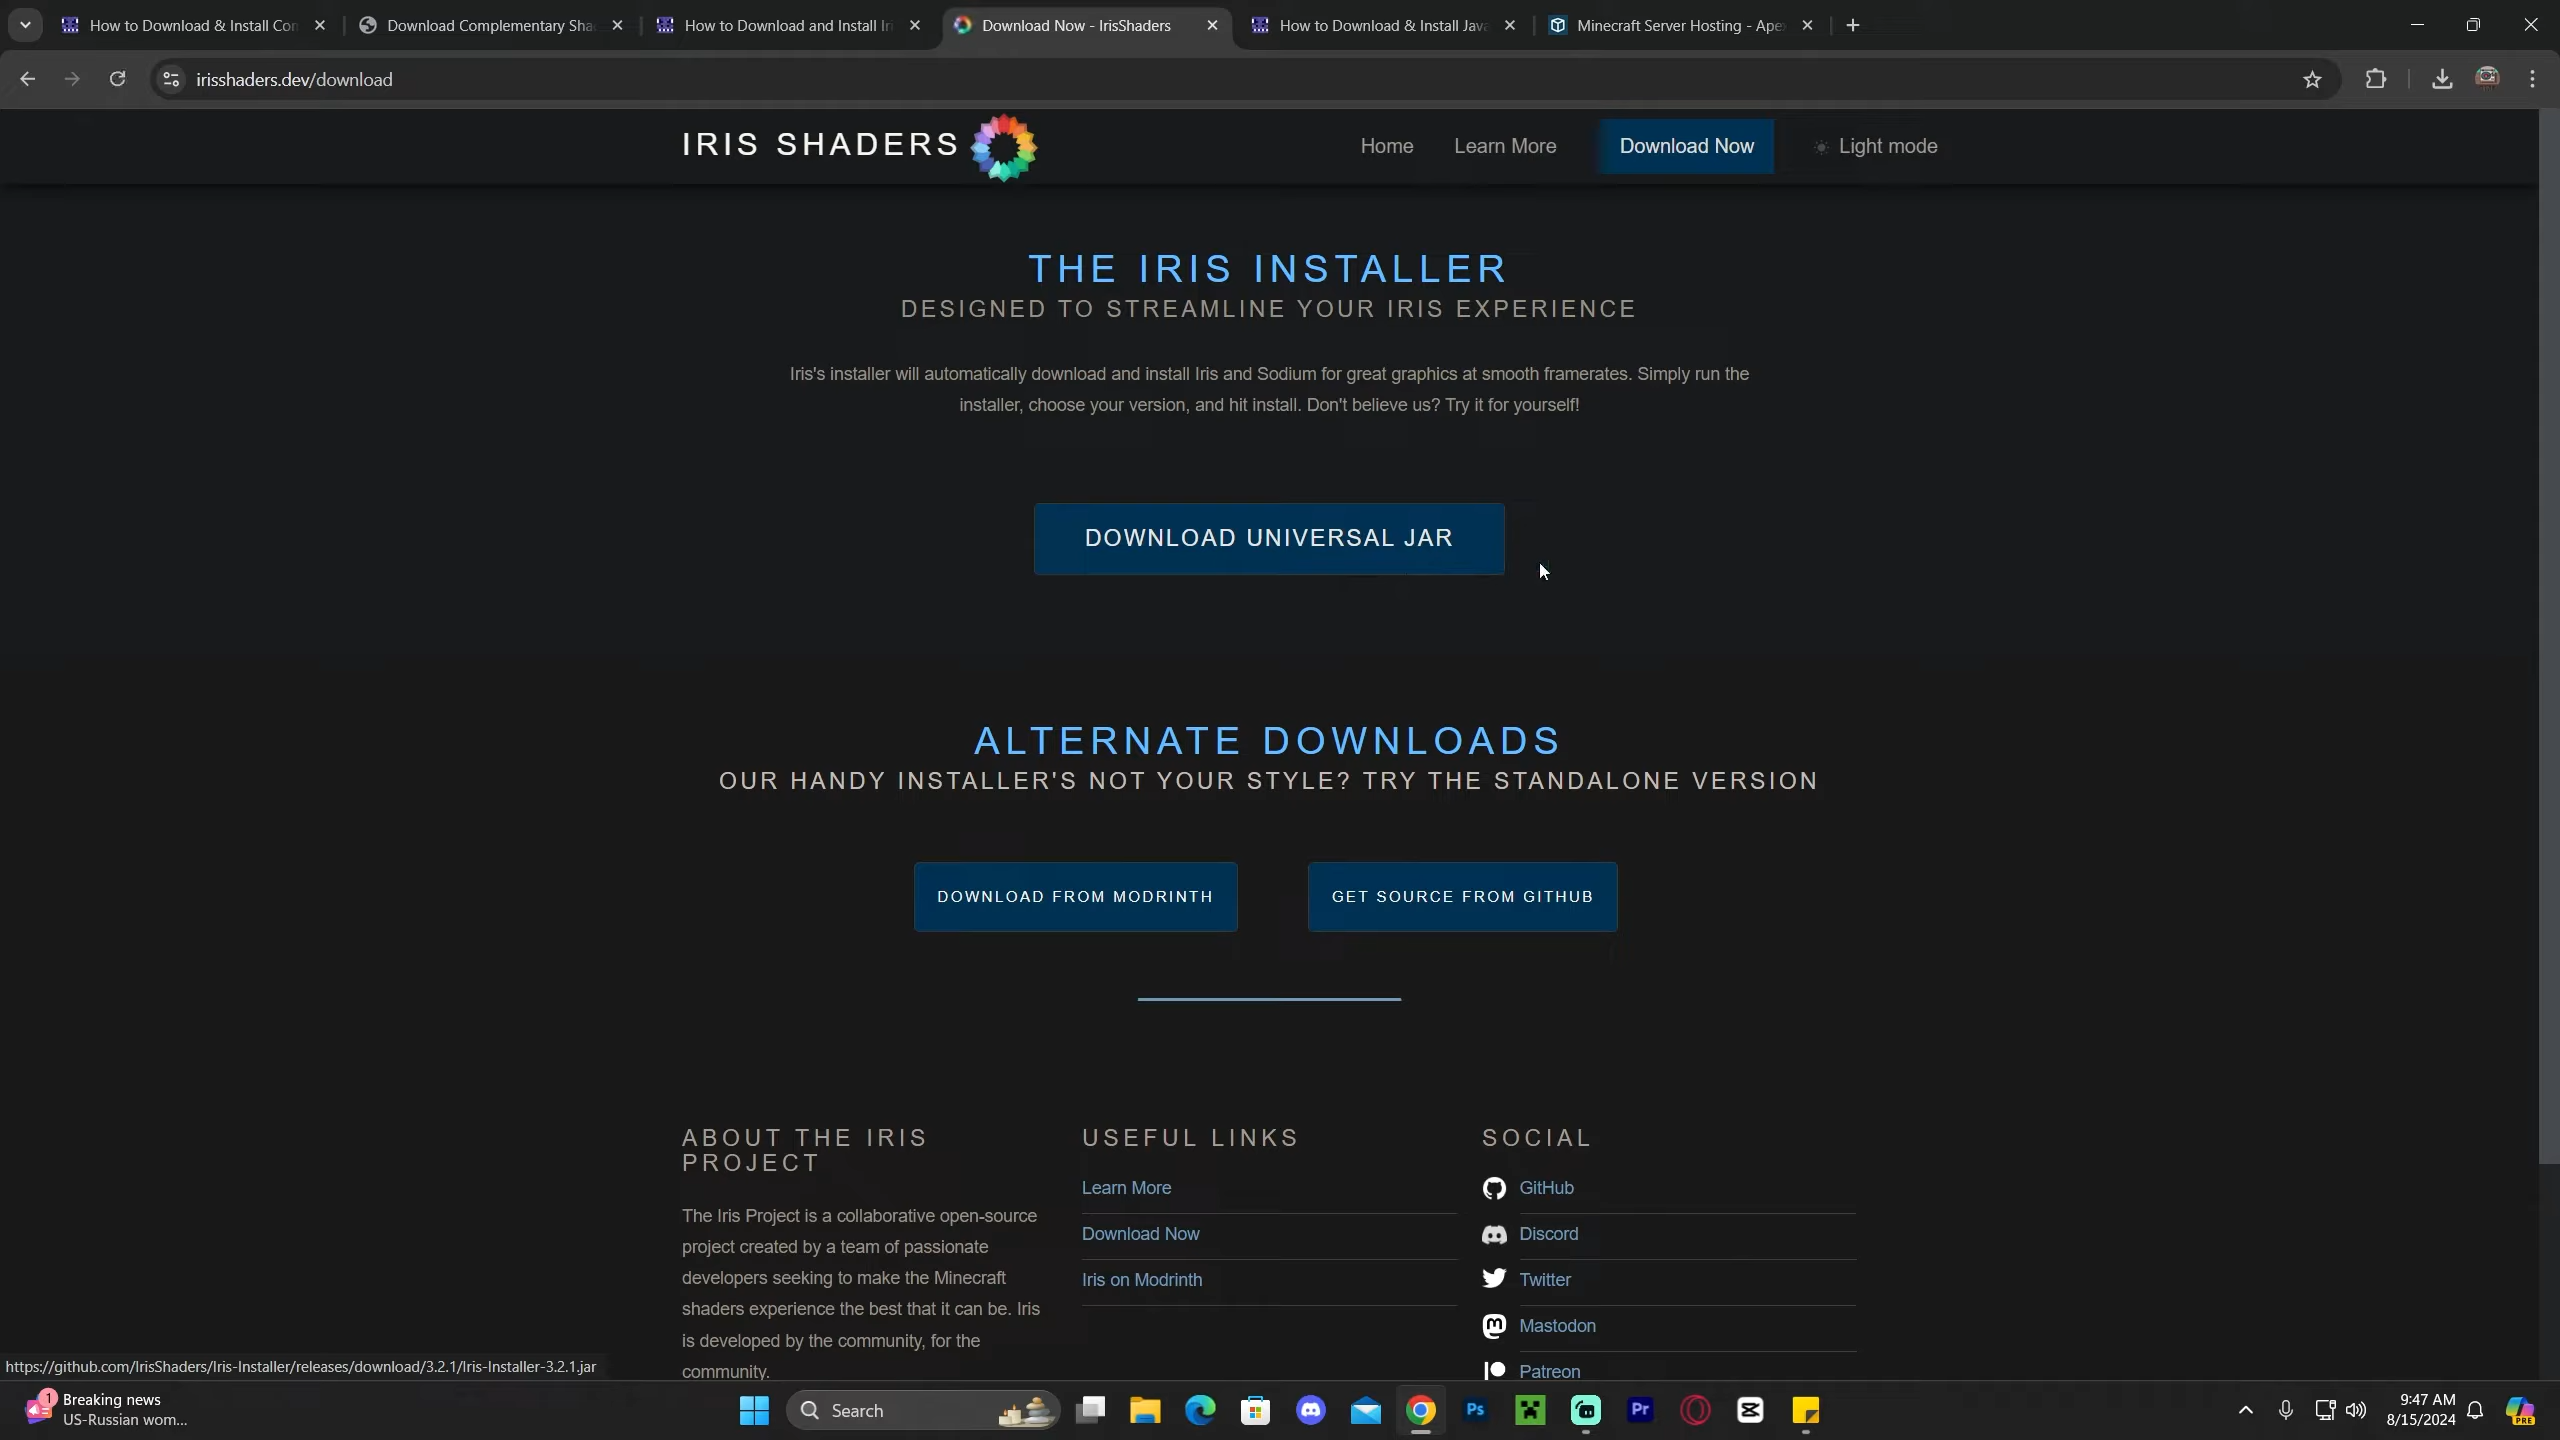 How to Download & Install Con
Download Complementary Sha
How to Download and Install Iri
Download Now - IrisShaders
How to Download & Install Java
Minecraft Server Hosting - Apex
irisshaders.dev/download
IRIS SHADERS
Home
Learn More
Download Now
Light mode
THE IRIS INSTALLER
DESIGNED TO STREAMLINE YOUR IRIS EXPERIENCE
Iris's installer will automatically download and install Iris and Sodium for great graphics at smooth framerates. Simply run the
installer, choose your version, and hit install. Don't believe us? Try it for yourself!
DOWNLOAD UNIVERSAL JAR
ALTERNATE DOWNLOADS
OUR HANDY INSTALLER'S NOT YOUR STYLE? TRY THE STANDALONE VERSION
DOWNLOAD FROM MODRINTH
GET SOURCE FROM GITHUB
ABOUT THE IRIS
PROJECT
The Iris Project is a collaborative open-source
project created by a team of passionate
developers seeking to make the Minecraft
shaders experience the best that it can be. Iris
is developed by the community, for the
community.
USEFUL LINKS
Learn More
Download Now
Iris on Modrinth
SOCIAL
GitHub
Discord
Twitter
Mastodon
Patreon
https://github.com/IrisShaders/Iris-Installer/releases/download/3.2.1/Iris-Installer-3.2.1.jar
1
Breaking news
US-Russian wom...
Search
Ps
Pr
9:47 AM
8/15/2024
PRE